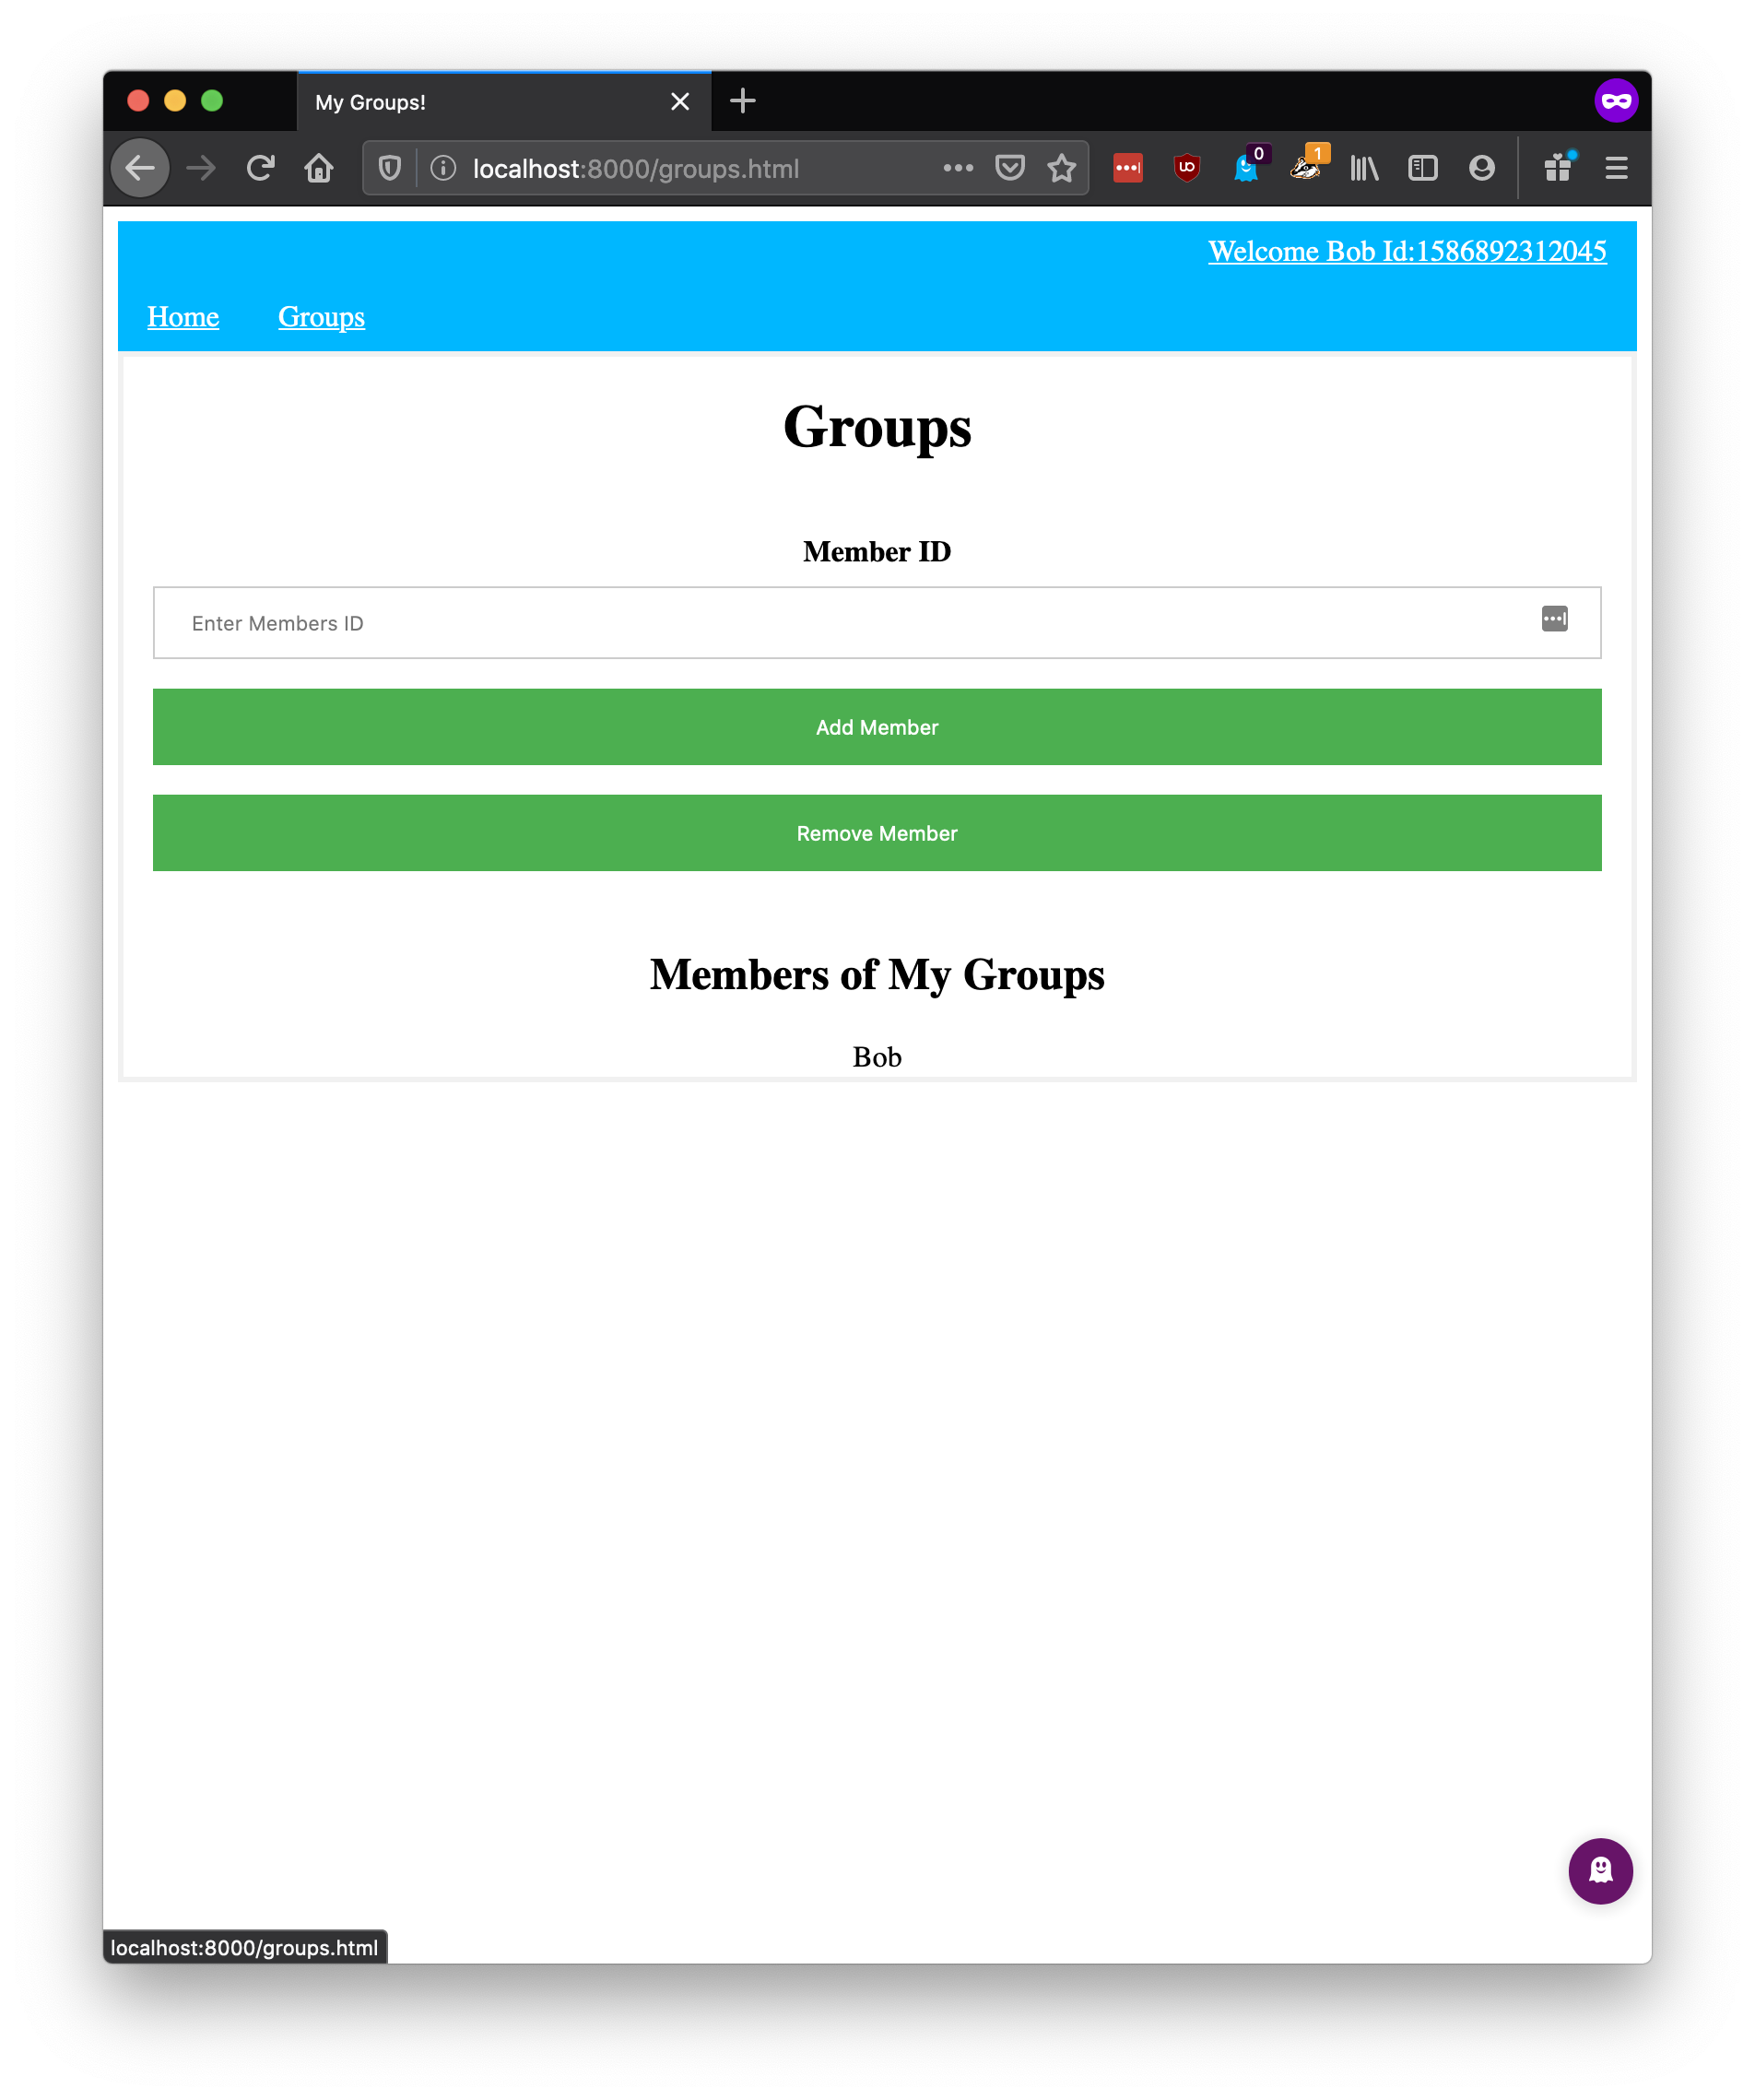 My Groups!
localhost:8000/groups.html
0
1
Welcome Bob Id:1586892312045
Home Groups
Groups
Member ID
Enter Members ID
Add Member
Remove Member
Members of My Groups
Bob
localhost:8000/groups.html